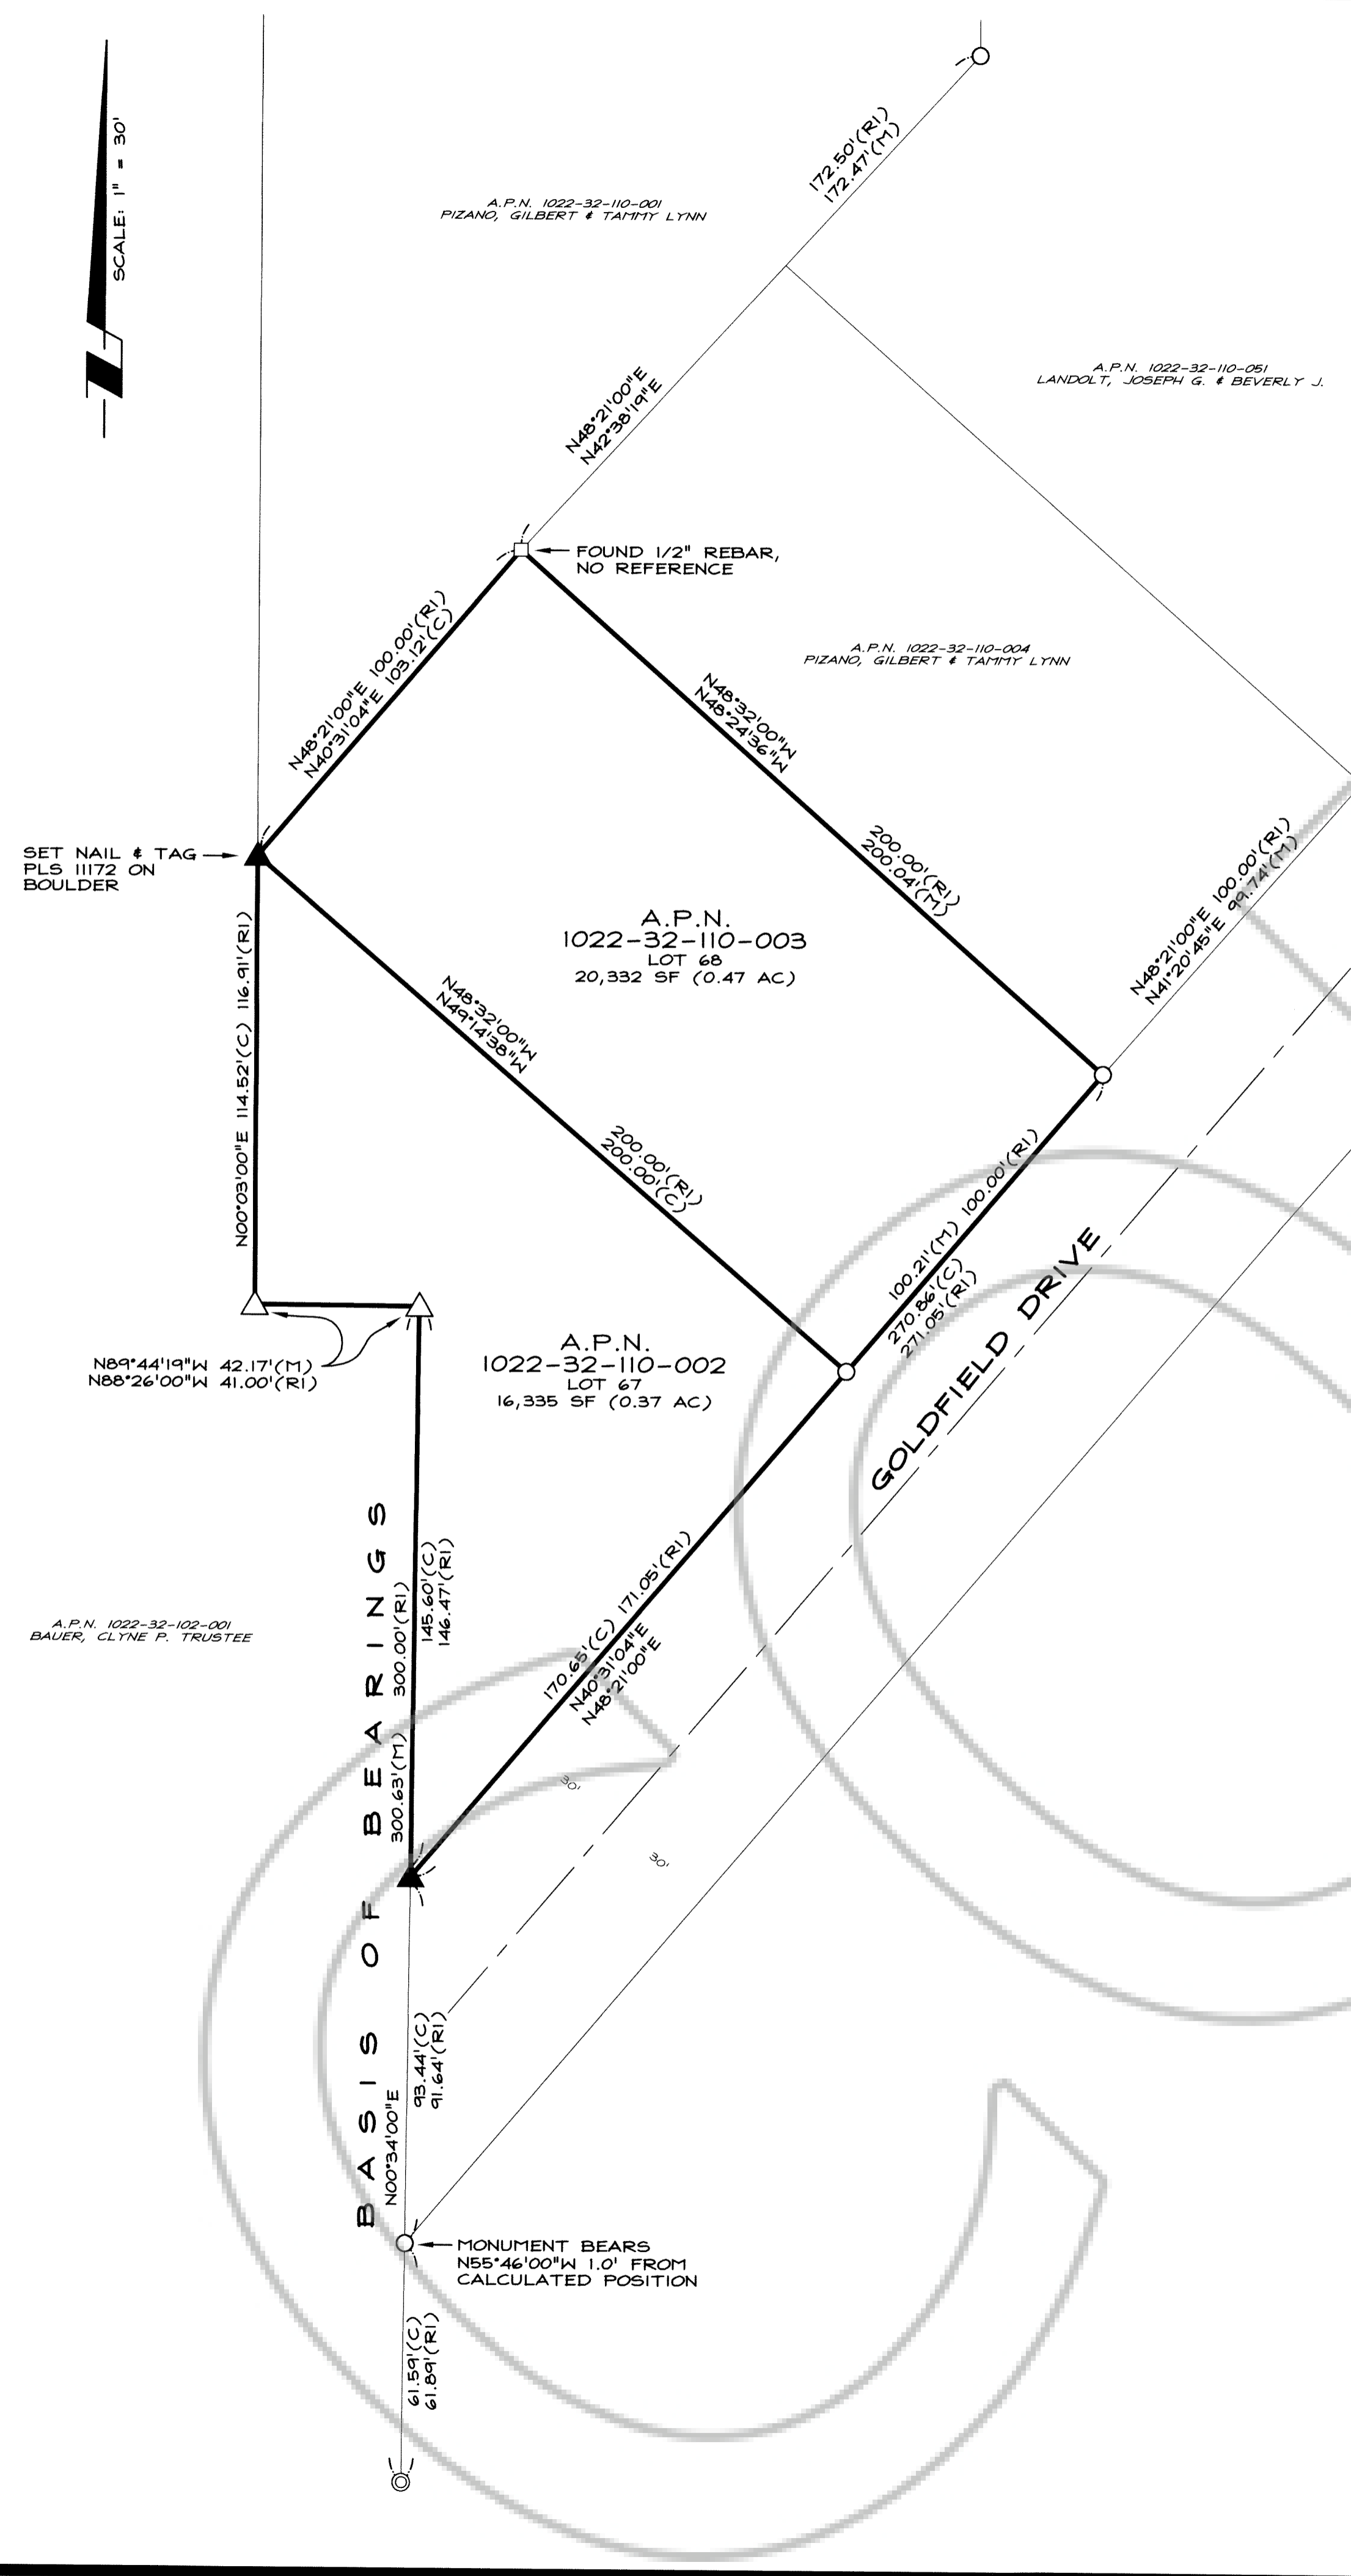 SCALE: 1" = 30'
172.50'(R1)
172.47'(M)
A.P.N. 1022-32-110-001
PIZANO, GILBERT & TAMMY LYNN
A.P.N. 1022-32-110-051
LANDOLT, JOSEPH G. & BEVERLY J.
N48°21'00"E
N42°38'19"E
FOUND 1/2" REBAR,
NO REFERENCE
N48°21'00"E 100.00'(R1)
N40°31'04"E 103.12'(C)
A.P.N. 1022-32-110-004
PIZANO, GILBERT & TAMMY LYNN
N48°32'00"W
N48°24'36"W
200.00'(R1)
200.04'(M)
N48°21'00"E 100.00'(R1)
N41°20'45"E 99.74'(M)
SET NAIL & TAG
PLS 11172 ON
BOULDER
A.P.N.
1022-32-110-003
LOT 68
20,332 SF (0.47 AC)
N00°03'00"E 114.52'(C) 116.91'(R1)
N48°32'00"W
N49°14'38"W
200.00'(R1)
200.00'(C)
100.21'(M) 100.00'(R1)
270.86'(C)
271.05'(R1)
GOLDFIELD DRIVE
N89°44'19"W 42.17'(M)
N88°26'00"W 41.00'(R1)
A.P.N.
1022-32-110-002
LOT 67
16,335 SF (0.37 AC)
170.65'(C) 171.05'(R1)
N40°31'04"E
N48°21'00"E
A.P.N. 1022-32-102-001
BAUER, CLYNE P. TRUSTEE
BASIS OF BEARINGS
N00°34'00"E
300.63'(M) 300.00'(R1)
145.60'(C)
146.47'(R1)
30'
30'
93.44'(C)
91.64'(R1)
MONUMENT BEARS
N55°46'00"W 1.0' FROM
CALCULATED POSITION
61.59'(C)
61.89'(R1)